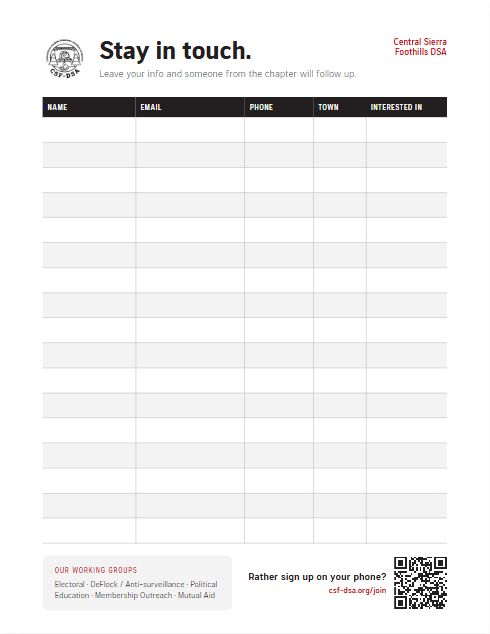 CSF-DSA
Stay in touch.
Leave your info and someone from the chapter will follow up.
Central Sierra
Foothills DSA
NAME EMAIL PHONE TOWN INTERESTED IN
OUR WORKING GROUPS
Electoral · DeFlock / Anti-surveillance · Political
Education · Membership Outreach · Mutual Aid
Rather sign up on your phone?
csf-dsa.org/join